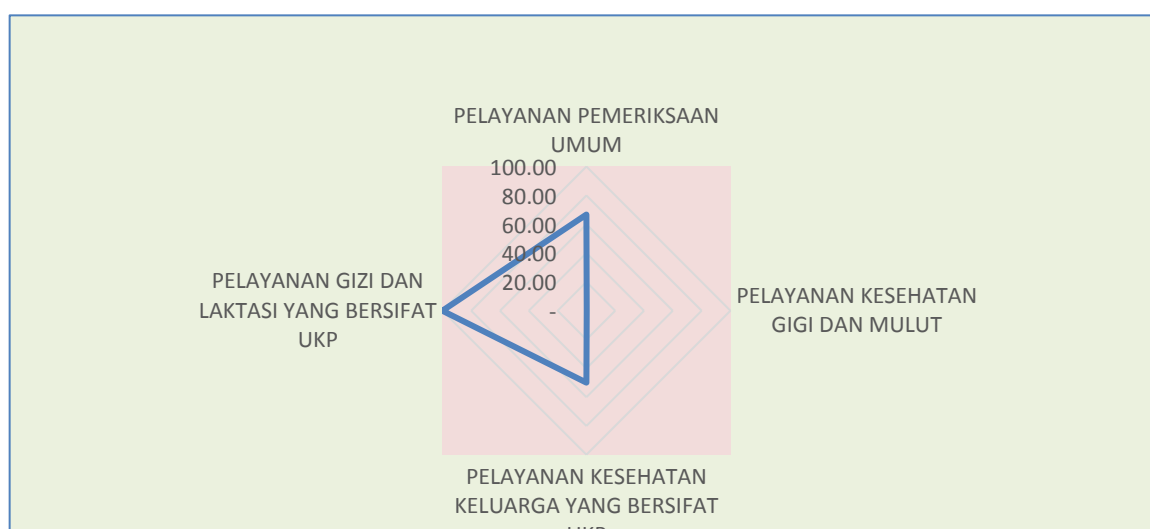 PELAYANAN PEMERIKSAAN
UMUM
100.00
80.00
60.00
40.00
20.00
-
PELAYANAN GIZI DAN
LAKTASI YANG BERSIFAT
UKP
PELAYANAN KESEHATAN
GIGI DAN MULUT
PELAYANAN KESEHATAN
KELUARGA YANG BERSIFAT
UKP